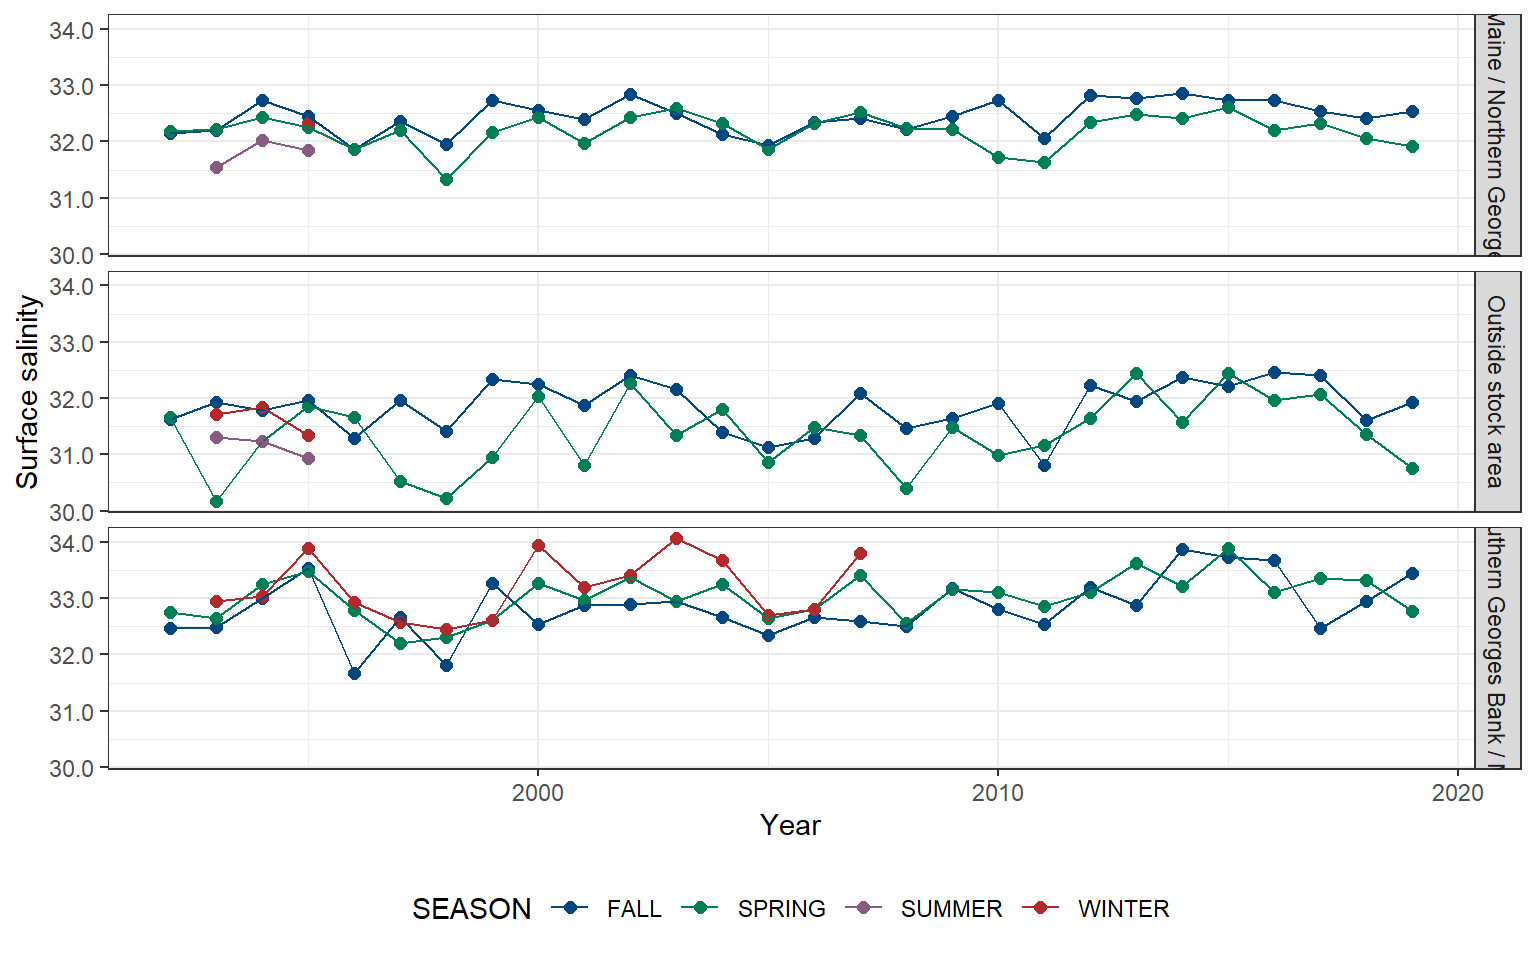 34.0
33.0
32.0
31.0
30.0
Maine / Northern George
34.0
33.0
32.0
31.0
30.0
Outside stock area
Surface salinity
34.0
33.0
32.0
31.0
30.0
uthern Georges Bank /
2000 2010 2020
Year
SEASON FALL SPRING SUMMER WINTER